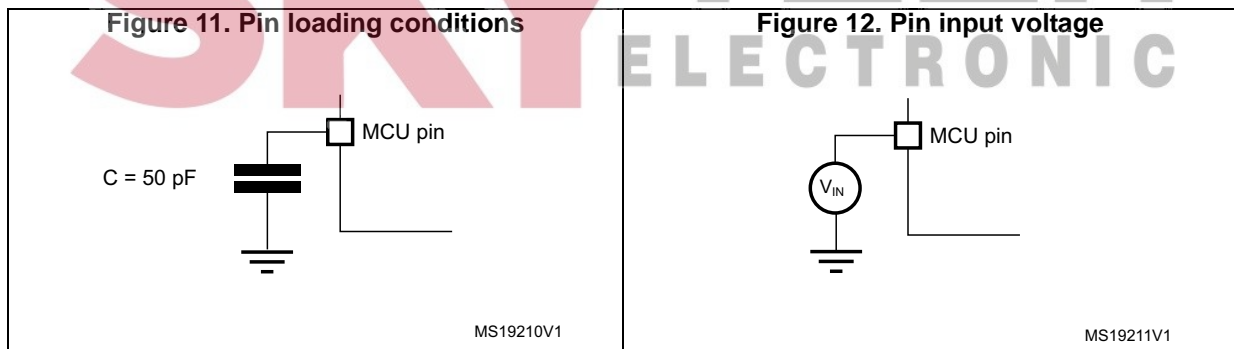 Figure 11. Pin loading conditions
MCU pin
C = 50 pF
MS19210V1
Figure 12. Pin input voltage
ELECTRONIC
MCU pin
VIN
MS19211V1